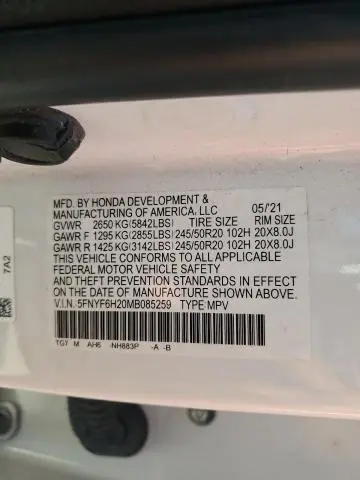 MFD. BY HONDA DEVELOPMENT &
MANUFACTURING OF AMERICA, LLC 05/'21
GVWR 2650 KG(5842LBS) TIRE SIZE RIM SIZE
GAWR F 1295 KG(2855LBS) 245/50R20 102H 20X8.0J
GAWR R 1425 KG(3142LBS) 245/50R20 102H 20X8.0J
THIS VEHICLE CONFORMS TO ALL APPLICABLE
FEDERAL MOTOR VEHICLE SAFETY
AND THEFT PREVENTION STANDARDS IN EFFECT
ON THE DATE OF MANUFACTURE SHOWN ABOVE.
V.I.N. 5FNYF6H20MB085259 TYPE MPV
TGY M AH6 -NH883P -A -B
7A2